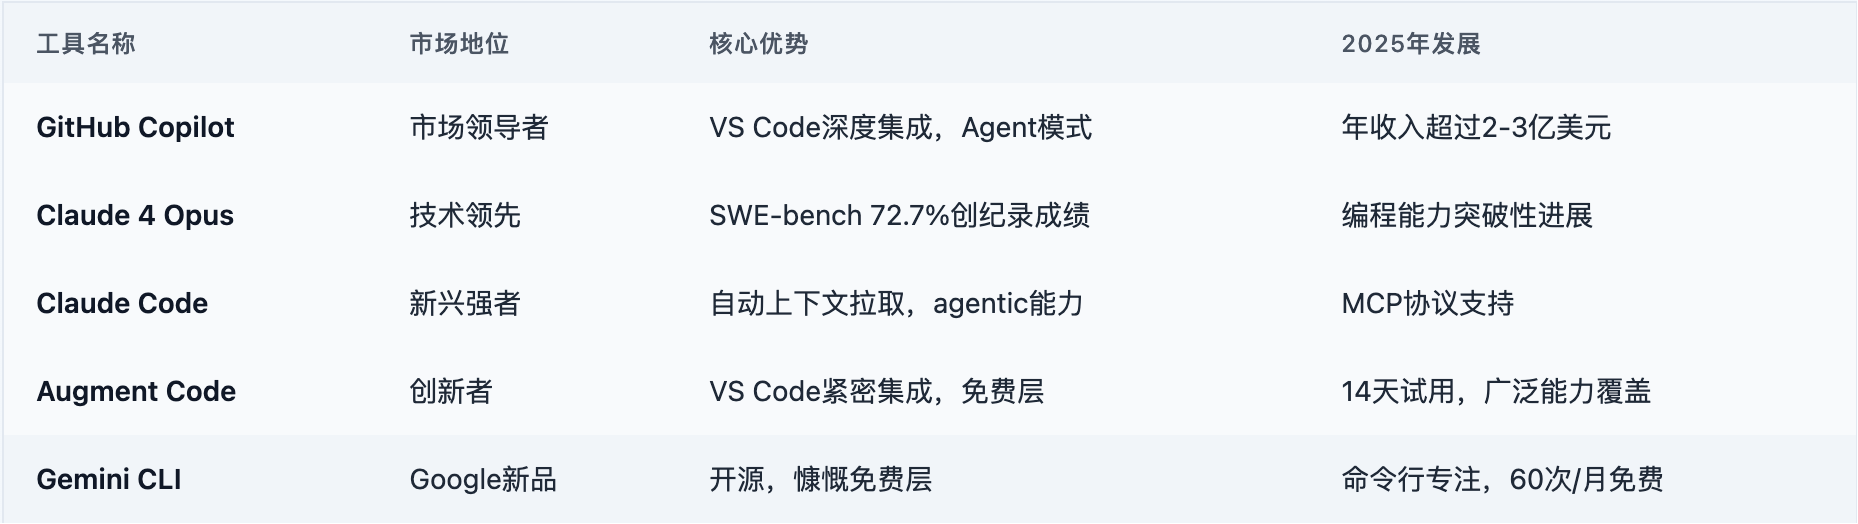 工具名称 市场地位 核心优势 2025年发展
GitHub Copilot 市场领导者 VS Code深度集成，Agent模式 年收入超过2-3亿美元
Claude 4 Opus 技术领先 SWE-bench 72.7%创纪录成绩 编程能力突破性进展
Claude Code 新兴强者 自动上下文拉取，agentic能力 MCP协议支持
Augment Code 创新者 VS Code紧密集成，免费层 14天试用，广泛能力覆盖
Gemini CLI Google新品 开源，慷慨免费层 命令行专注，60次/月免费